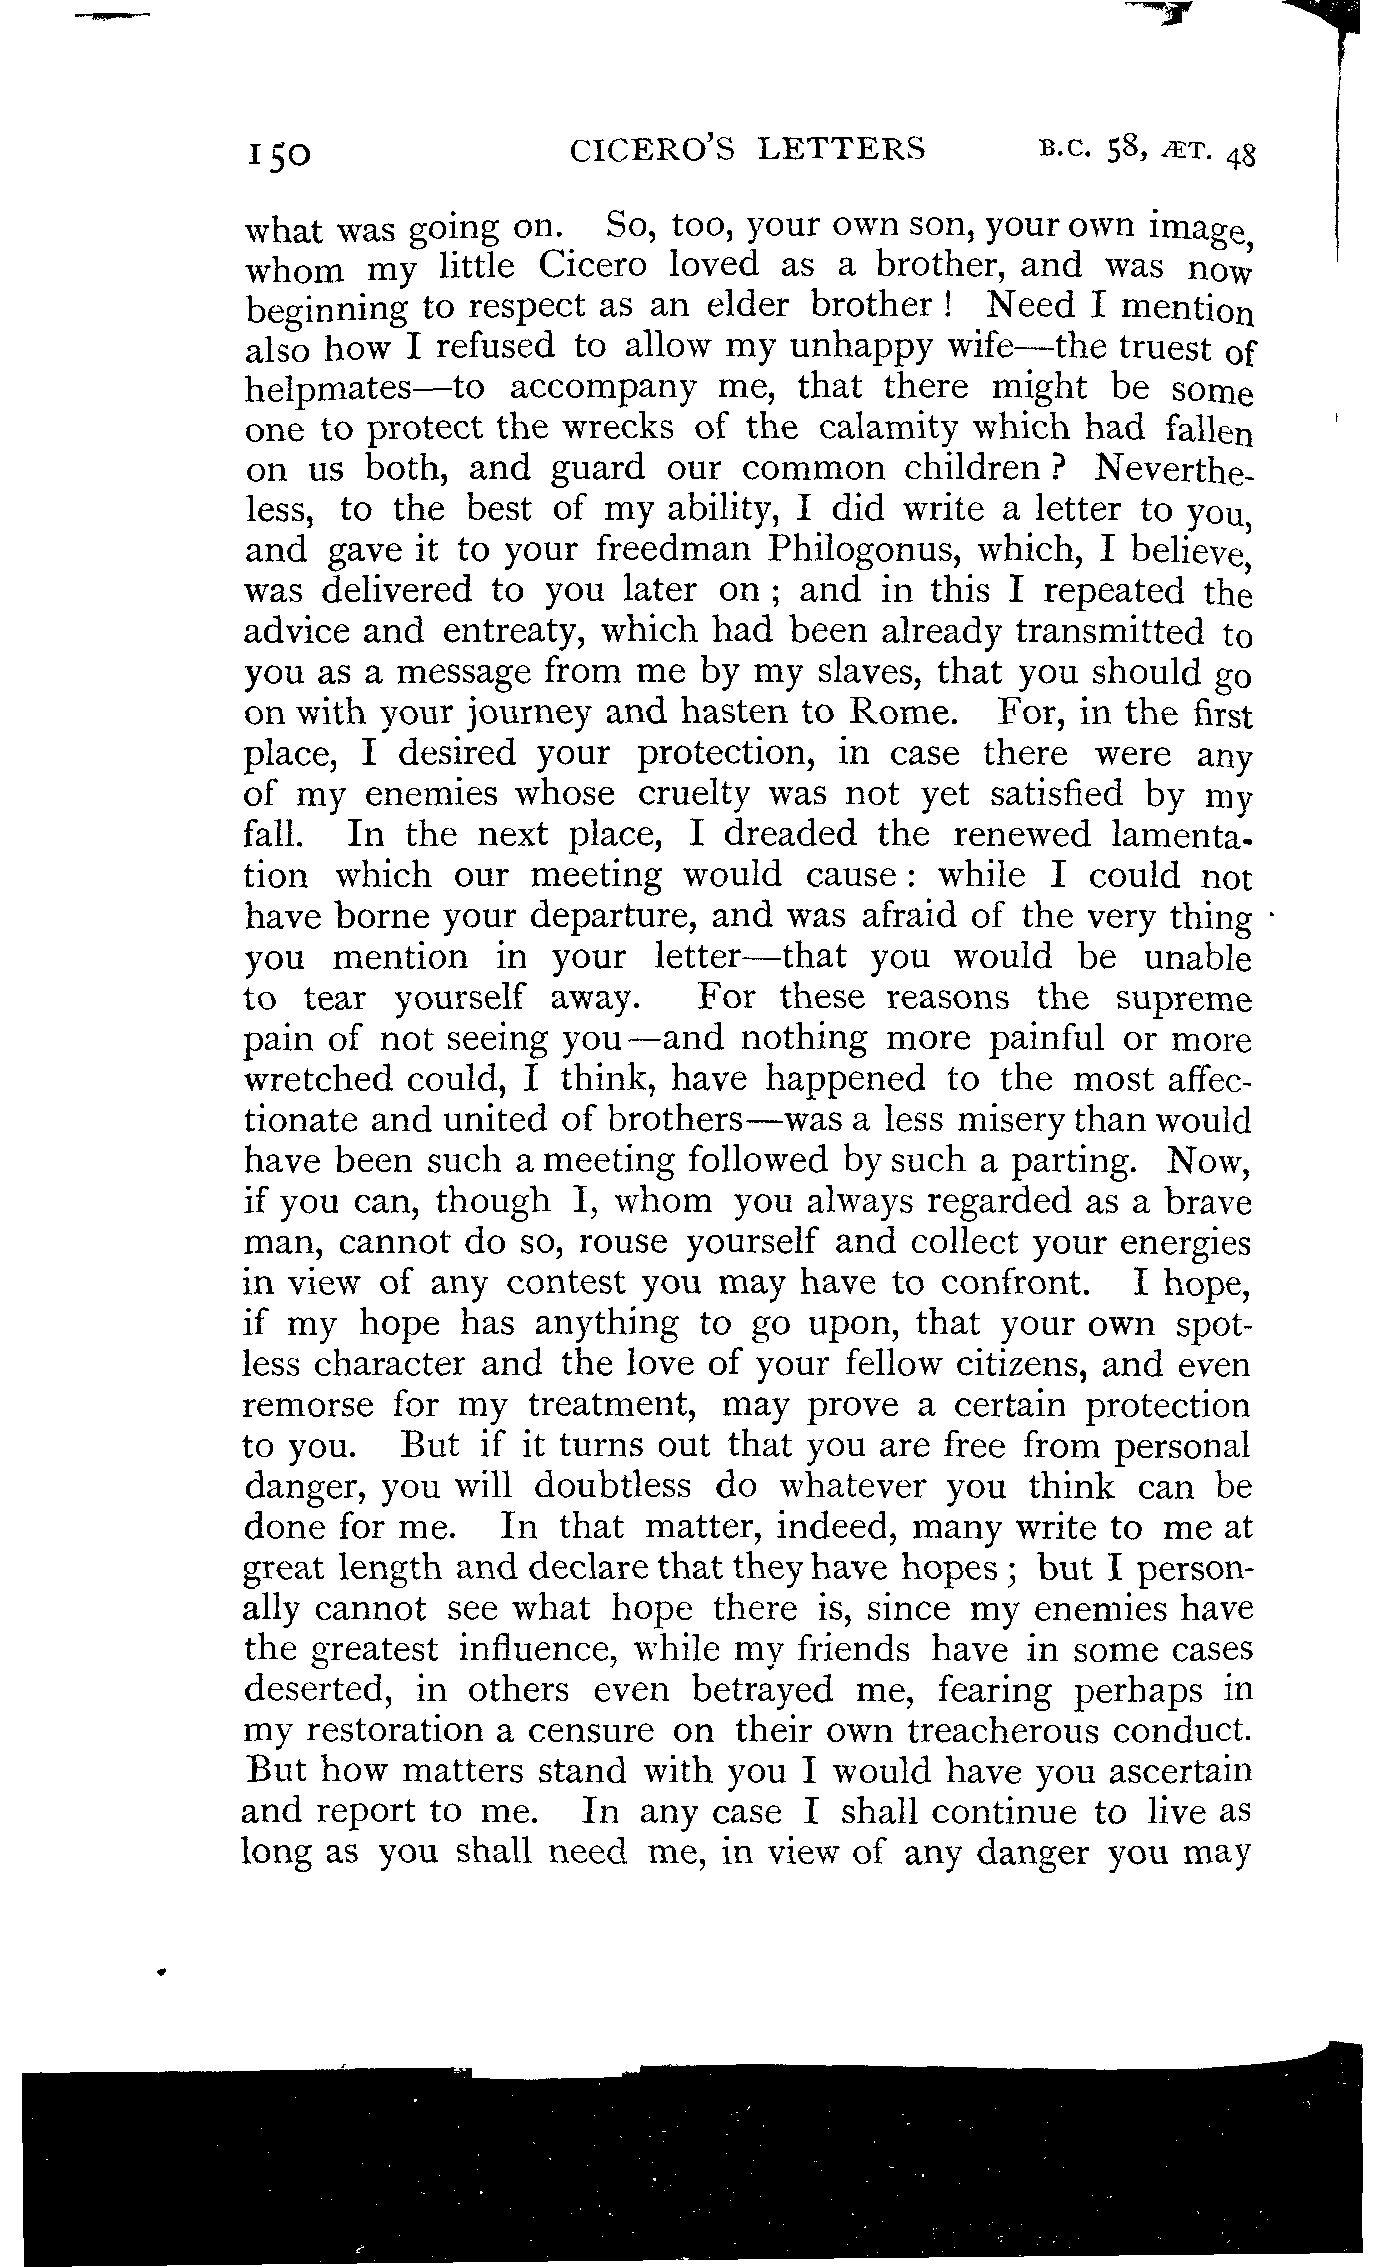 150 CICERO'S LETTERS B.C. 58, ÆT. 48
what was going on. So, too, your own son, your own image,
whom my little Cicero loved as a brother, and was now
beginning to respect as an elder brother ! Need I mention
also how I refused to allow my unhappy wife—the truest of
helpmates—to accompany me, that there might be some
one to protect the wrecks of the calamity which had fallen
on us both, and guard our common children ? Neverthe-
less, to the best of my ability, I did write a letter to you,
and gave it to your freedman Philogonus, which, I believe,
was delivered to you later on ; and in this I repeated the
advice and entreaty, which had been already transmitted to
you as a message from me by my slaves, that you should go
on with your journey and hasten to Rome. For, in the first
place, I desired your protection, in case there were any
of my enemies whose cruelty was not yet satisfied by my
fall. In the next place, I dreaded the renewed lamenta-
tion which our meeting would cause : while I could not
have borne your departure, and was afraid of the very thing
you mention in your letter—that you would be unable
to tear yourself away. For these reasons the supreme
pain of not seeing you—and nothing more painful or more
wretched could, I think, have happened to the most affec-
tionate and united of brothers—was a less misery than would
have been such a meeting followed by such a parting. Now,
if you can, though I, whom you always regarded as a brave
man, cannot do so, rouse yourself and collect your energies
in view of any contest you may have to confront. I hope,
if my hope has anything to go upon, that your own spot-
less character and the love of your fellow citizens, and even
remorse for my treatment, may prove a certain protection
to you. But if it turns out that you are free from personal
danger, you will doubtless do whatever you think can be
done for me. In that matter, indeed, many write to me at
great length and declare that they have hopes ; but I person-
ally cannot see what hope there is, since my enemies have
the greatest influence, while my friends have in some cases
deserted, in others even betrayed me, fearing perhaps in
my restoration a censure on their own treacherous conduct.
But how matters stand with you I would have you ascertain
and report to me. In any case I shall continue to live as
long as you shall need me, in view of any danger you may